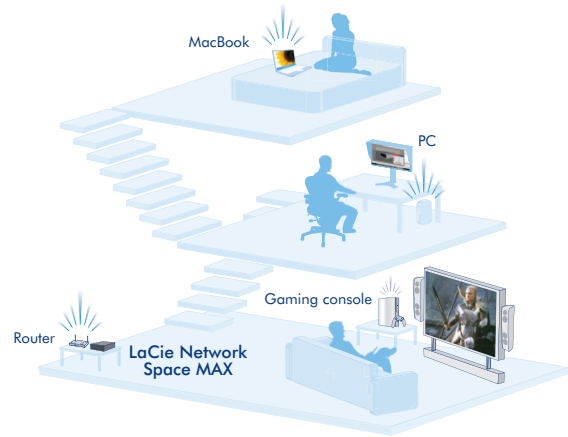 MacBook
PC
Gaming console
Router
LaCie Network
Space MAX